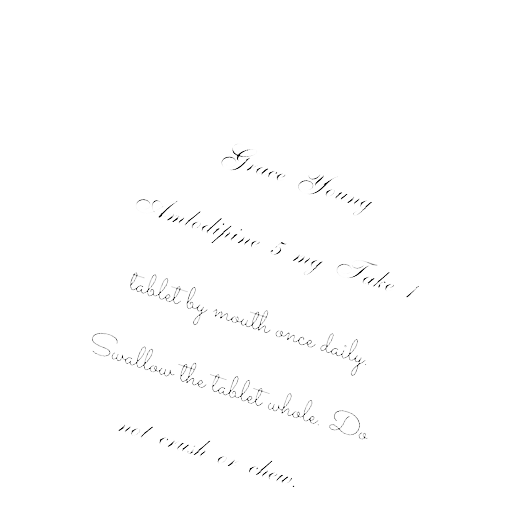 Grace Young
Amlodipine 5 mg Take 1
tablet by mouth once daily.
Swallow the tablet whole. Do
not crush or chew.